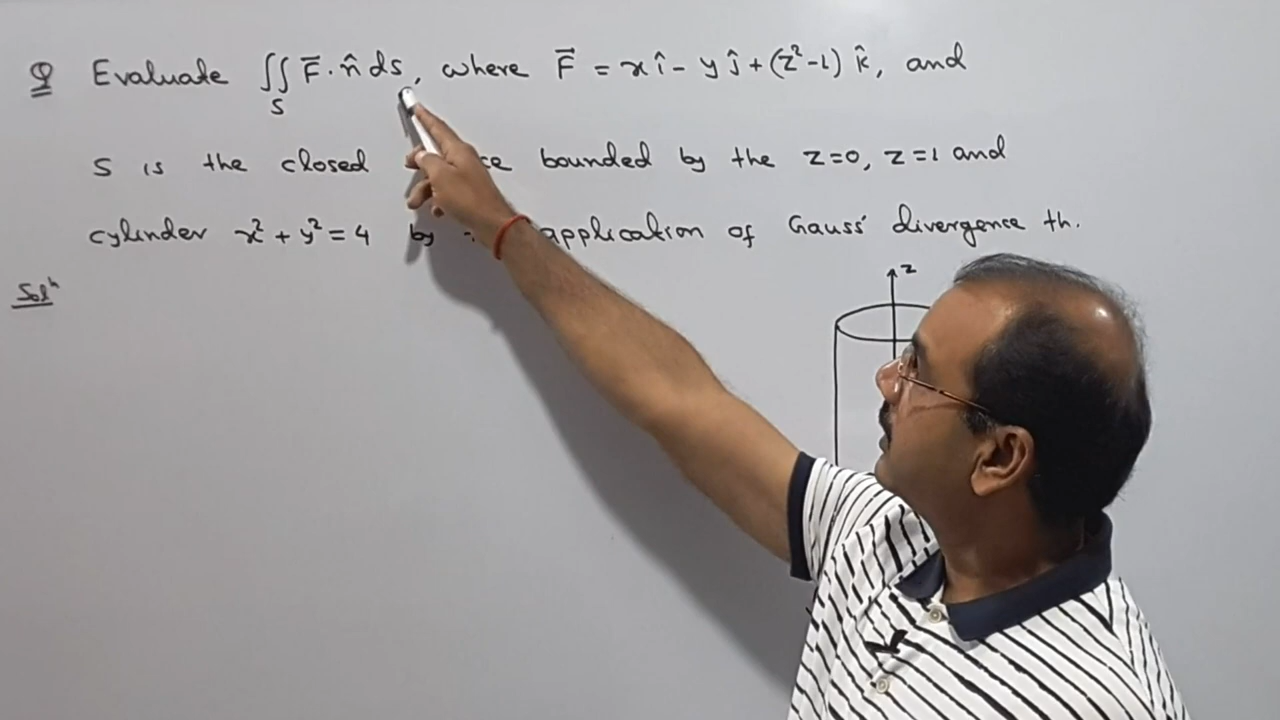 Q Evaluate ∬_S F⃗ · n̂ ds, where F⃗ = x î - y ĵ + (z²-1) k̂, and
S is the closed bounded by the z=0, z=1 and
cylinder x² + y² = 4 by application of Gauss' divergence th.
Solⁿ
z